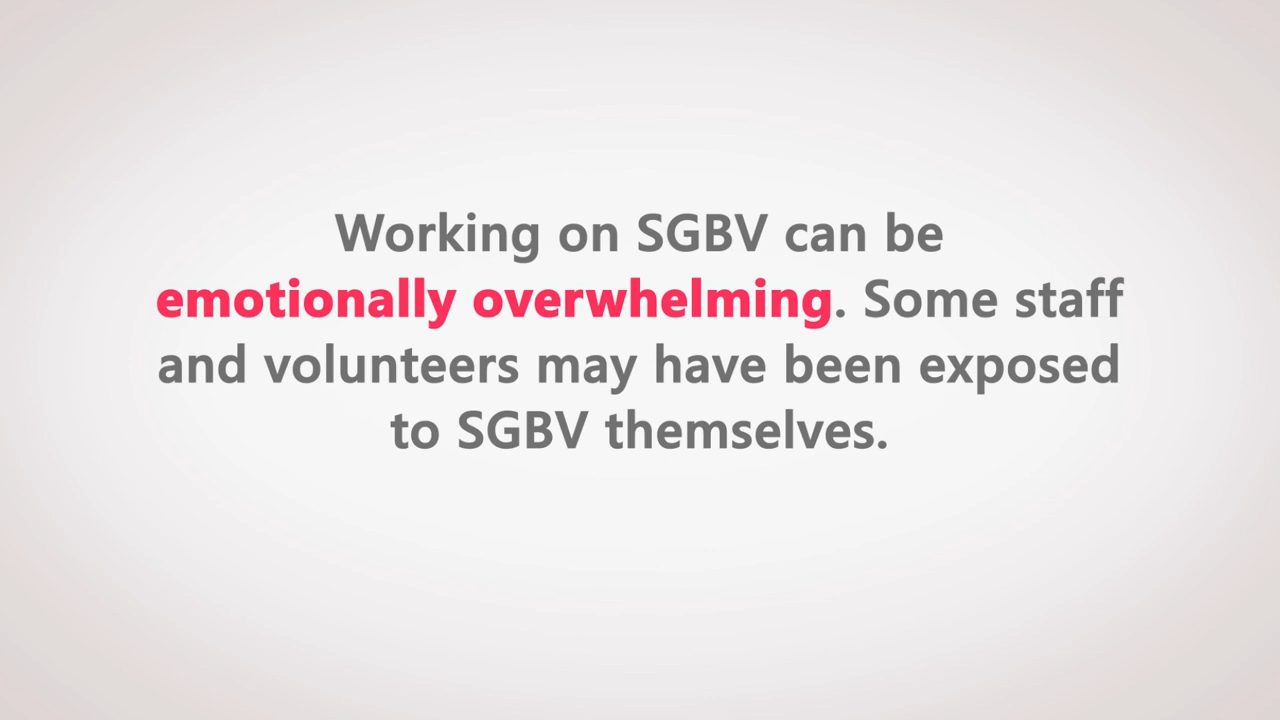 Working on SGBV can be
emotionally overwhelming. Some staff
and volunteers may have been exposed
to SGBV themselves.